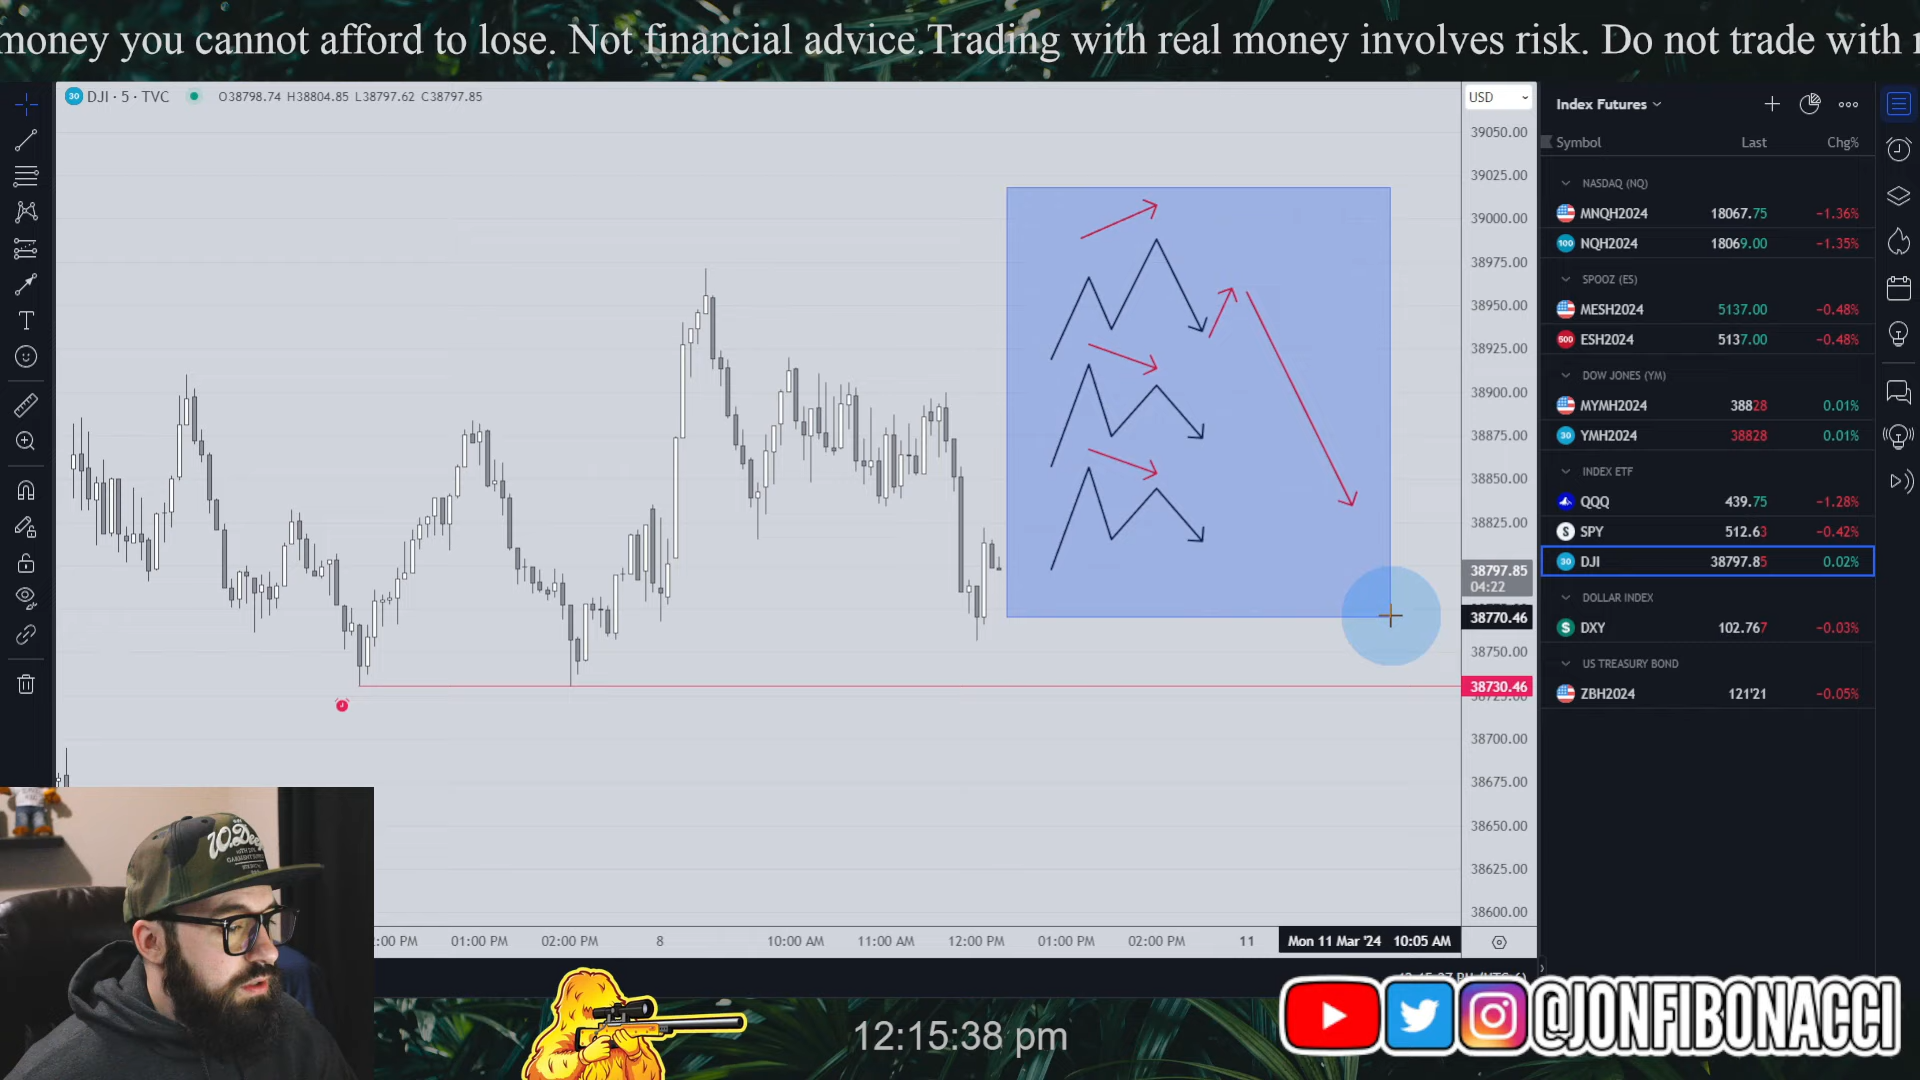 money you cannot afford to lose. Not financial advice.Trading with real money involves risk. Do not trade with
30 DJI · 5 · TVC O38798.74 H38804.85 L38797.62 C38797.85
USD
39050.00
39025.00
39000.00
38975.00
38950.00
38925.00
38900.00
38875.00
38850.00
38825.00
38797.85
04:22
38770.46
38750.00
38730.46
38700.00
38675.00
38650.00
38625.00
38600.00
:00 PM 01:00 PM 02:00 PM 8 10:00 AM 11:00 AM 12:00 PM 01:00 PM 02:00 PM 11 Mon 11 Mar '24 10:05 AM
Index Futures
Symbol Last Chg%
NASDAQ (NQ)
MNQH2024 18067.75 −1.36%
100 NQH2024 18069.00 −1.35%
SPOOZ (ES)
MESH2024 5137.00 −0.48%
500 ESH2024 5137.00 −0.48%
DOW JONES (YM)
MYMH2024 38828 0.01%
30 YMH2024 38828 0.01%
INDEX ETF
QQQ 439.75 −1.28%
S SPY 512.63 −0.42%
30 DJI 38797.85 0.02%
DOLLAR INDEX
$ DXY 102.767 −0.03%
US TREASURY BOND
ZBH2024 121'21 −0.05%
12:15:38 pm
@JONFIBONACCI